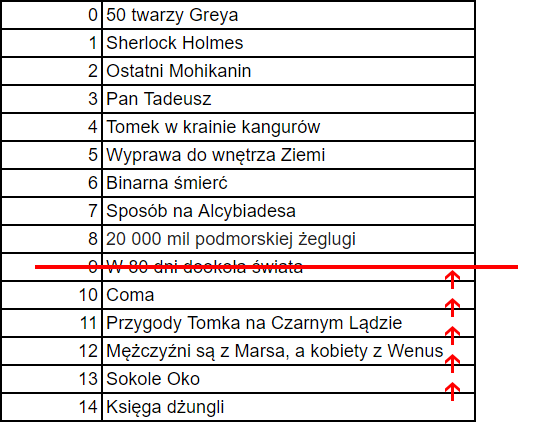 0 50 twarzy Greya
1 Sherlock Holmes
2 Ostatni Mohikanin
3 Pan Tadeusz
4 Tomek w krainie kangurów
5 Wyprawa do wnętrza Ziemi
6 Binarna śmierć
7 Sposób na Alcybiadesa
8 20 000 mil podmorskiej żeglugi
9 W 80 dni dookoła świata
10 Coma
11 Przygody Tomka na Czarnym Lądzie
12 Mężczyźni są z Marsa, a kobiety z Wenus
13 Sokole Oko
14 Księga dżungli